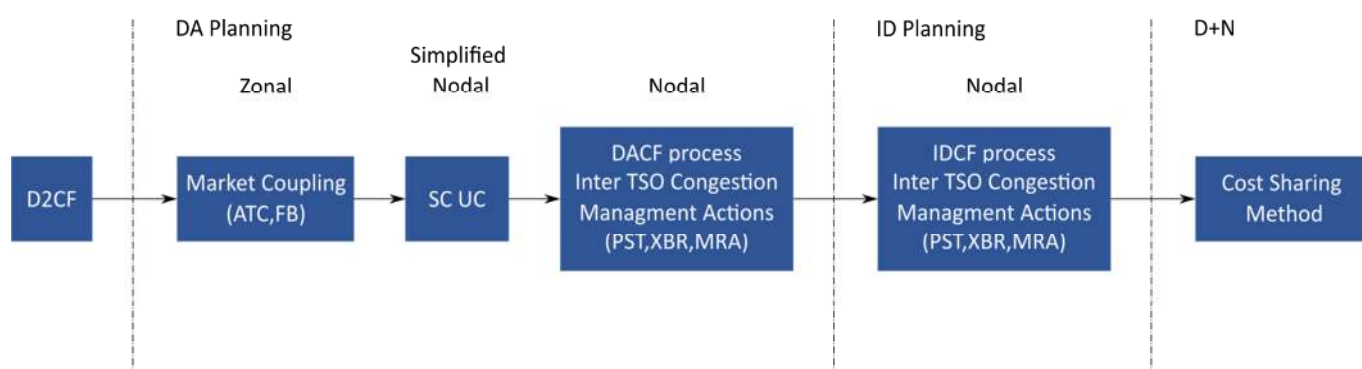 DA Planning
ID Planning
D+N
Simplified
Zonal
Nodal
Nodal
Nodal
D2CF
Market Coupling
(ATC,FB)
SC UC
DACF process
Inter TSO Congestion
Managment Actions
(PST,XBR,MRA)
IDCF process
Inter TSO Congestion
Managment Actions
(PST,XBR,MRA)
Cost Sharing
Method